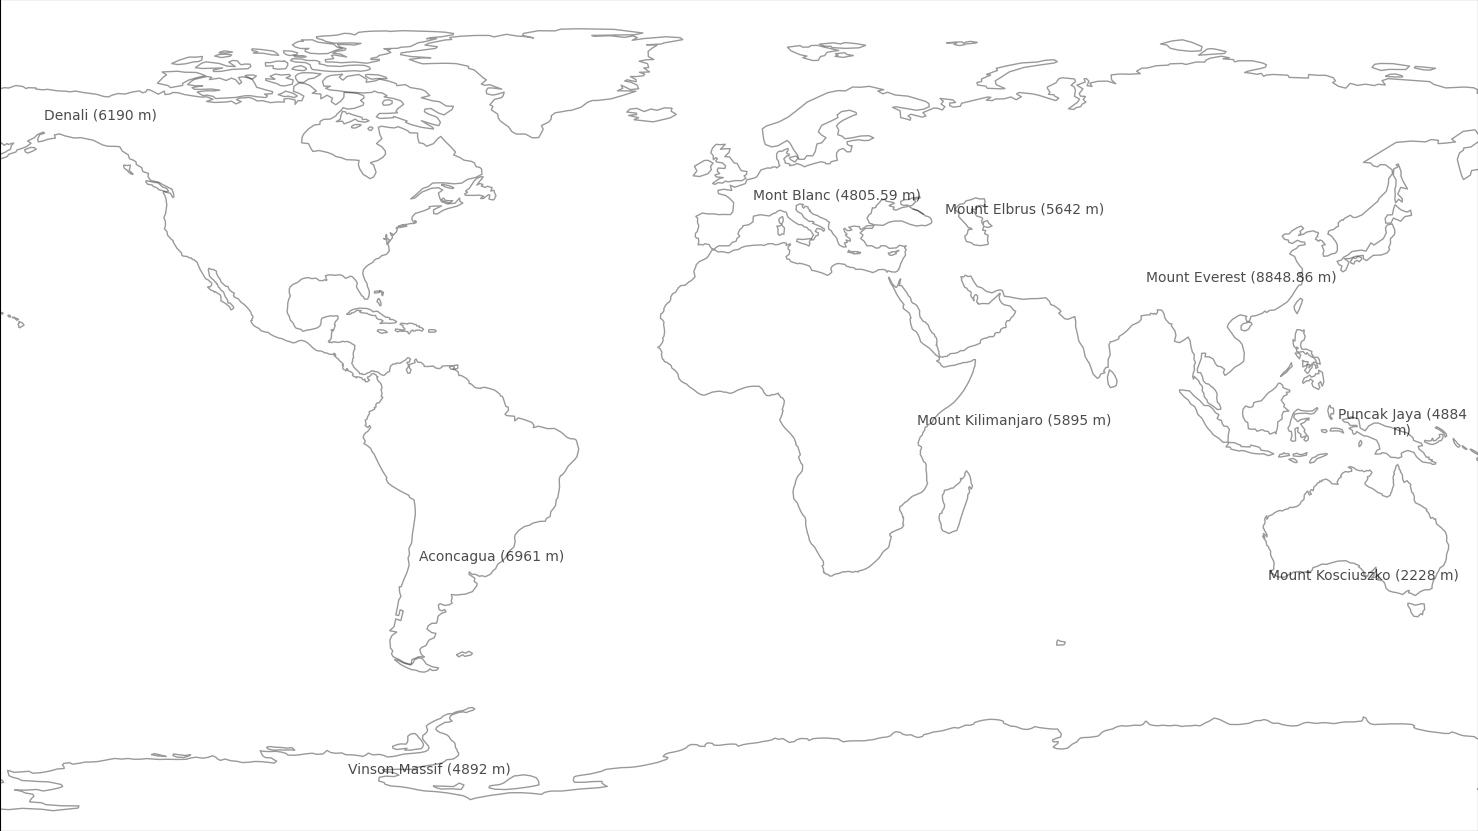 Denali (6190 m)
Mont Blanc (4805.59 m)
Mount Elbrus (5642 m)
Mount Everest (8848.86 m)
Puncak Jaya (4884
m)
Mount Kilimanjaro (5895 m)
Aconcagua (6961 m)
Mount Kosciuszko (2228 m)
Vinson Massif (4892 m)